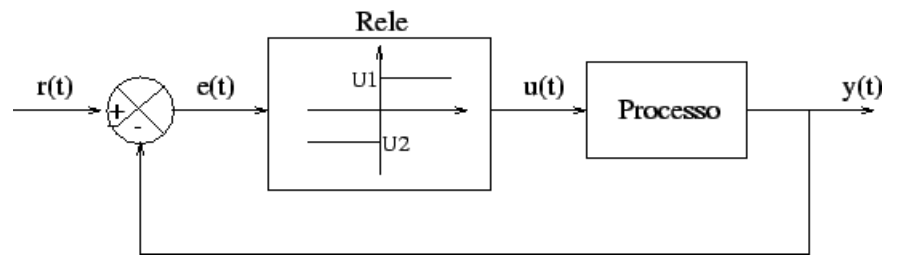 Rele
r(t)
+
-
e(t)
U1
U2
u(t)
Processo
y(t)